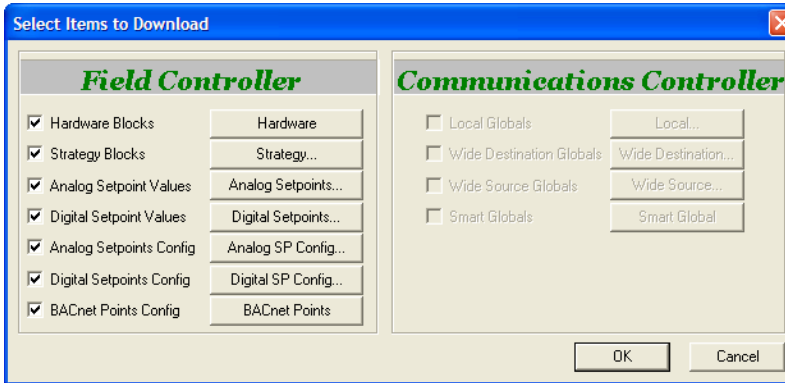 Select Items to Download
Field Controller
Hardware Blocks Hardware
Strategy Blocks Strategy...
Analog Setpoint Values Analog Setpoints...
Digital Setpoint Values Digital Setpoints...
Analog Setpoints Config Analog SP Config...
Digital Setpoints Config Digital SP Config...
BACnet Points Config BACnet Points
Communications Controller
Local Globals Local...
Wide Destination Globals Wide Destination...
Wide Source Globals Wide Source...
Smart Globals Smart Global
OK Cancel